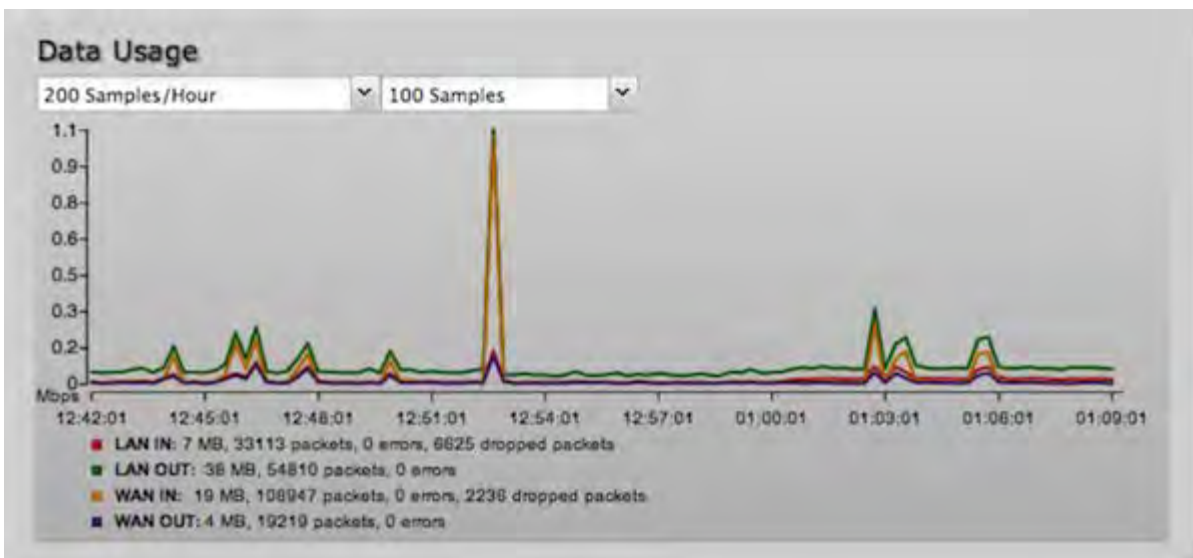 Data Usage
200 Samples/Hour 100 Samples
1.1
0.9
0.8
0.6
0.5
0.3
0.2
0
Mbps
12:42:01 12:45:01 12:48:01 12:51:01 12:54:01 12:57:01 01:00:01 01:03:01 01:06:01 01:09:01
LAN IN: 7 MB, 33113 packets, 0 errors, 6625 dropped packets
LAN OUT: 38 MB, 54810 packets, 0 errors
WAN IN: 19 MB, 108947 packets, 0 errors, 2236 dropped packets
WAN OUT: 4 MB, 19219 packets, 0 errors